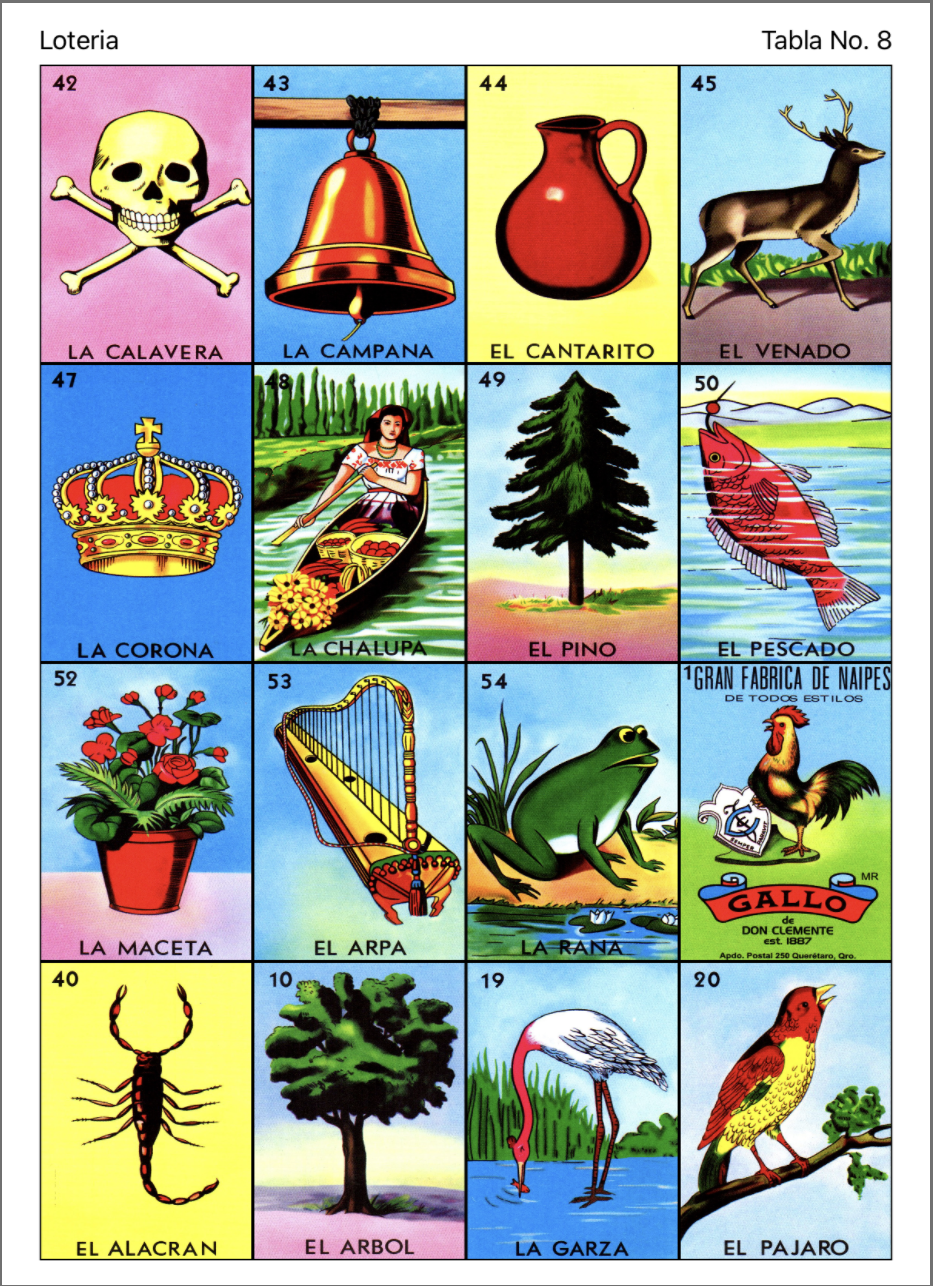 Loteria Tabla No. 8
42 43 44 45
LA CALAVERA LA CAMPANA EL CANTARITO EL VENADO
47 48 49 50
LA CORONA LA CHALUPA EL PINO EL PESCADO
52 53 54 1 GRAN FABRICA DE NAIPES
DE TODOS ESTILOS
SEMPER
MR
GALLO
de
DON CLEMENTE
est. 1887
LA MACETA EL ARPA LA RANA Apdo. Postal 250 Querétaro, Qro.
40 10 19 20
EL ALACRAN EL ARBOL LA GARZA EL PAJARO